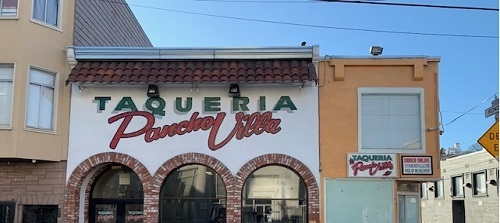 TAQUERIA
Pancho Villa
TAQUERIA
Pancho Villa
ORDER ONLINE